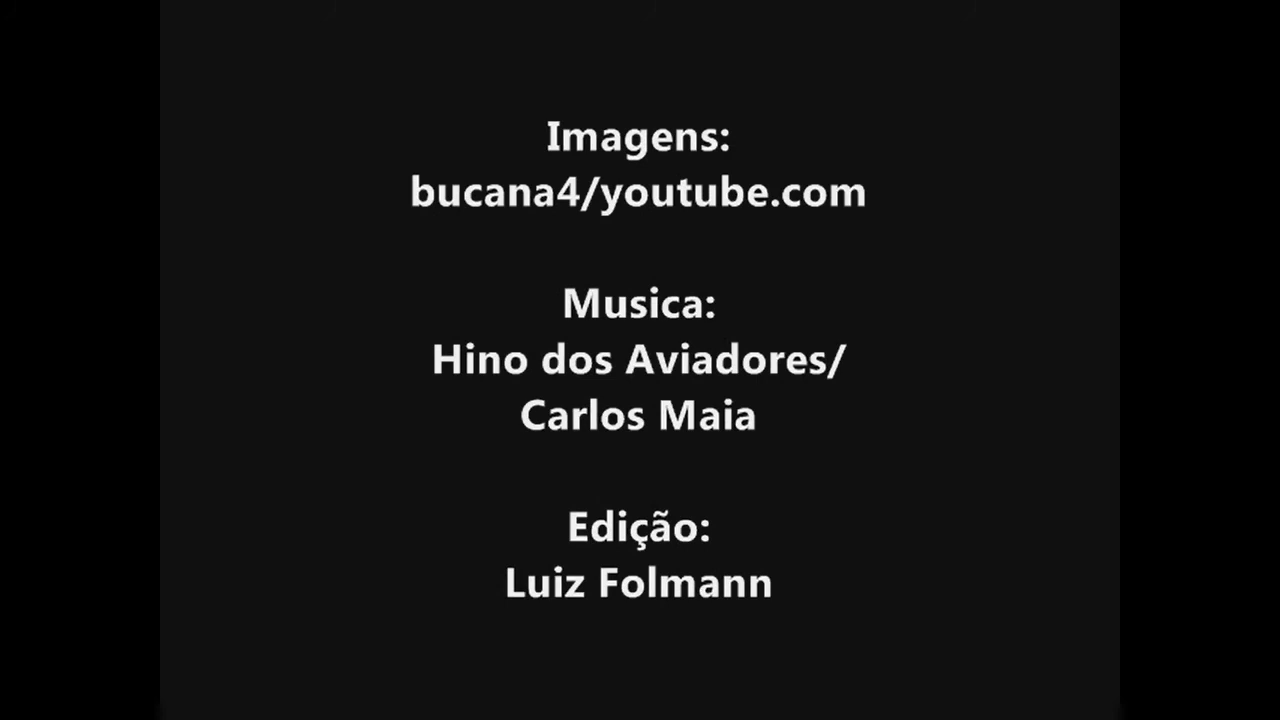 Imagens:
bucana4/youtube.com
Musica:
Hino dos Aviadores/
Carlos Maia
Edição:
Luiz Folmann